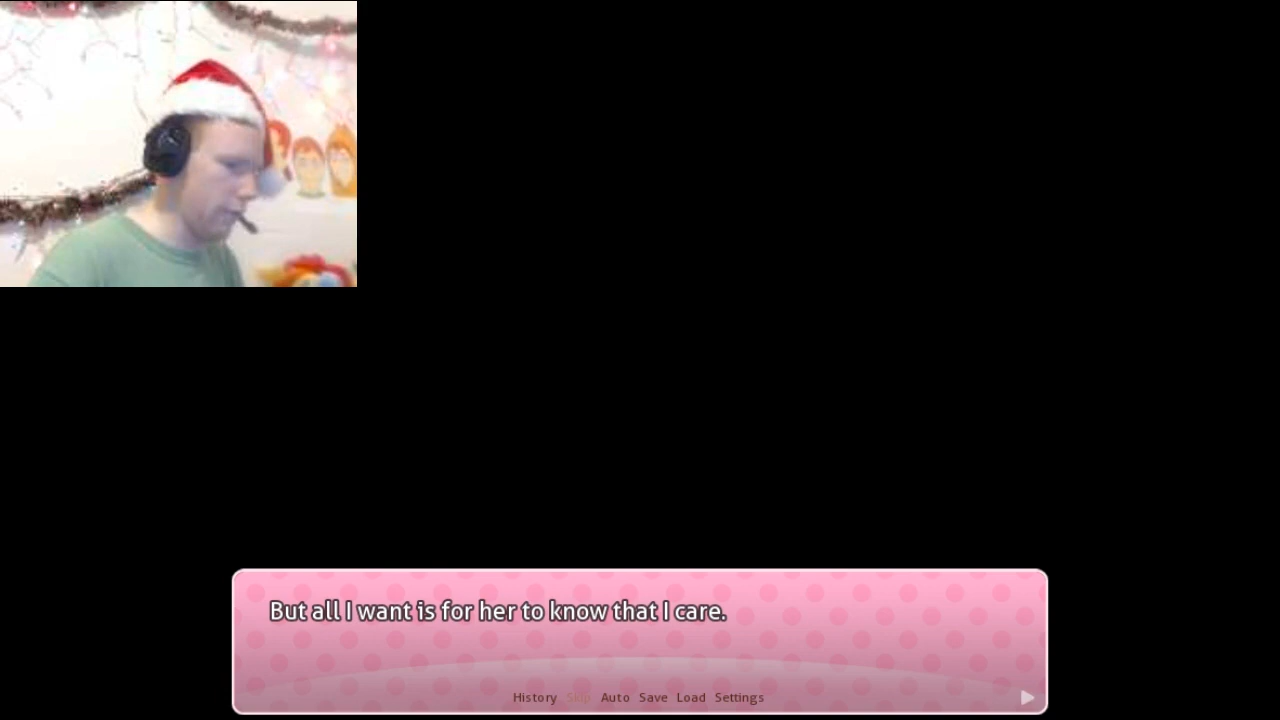 But all I want is for her to know that I care.
History Skip Auto Save Load Settings